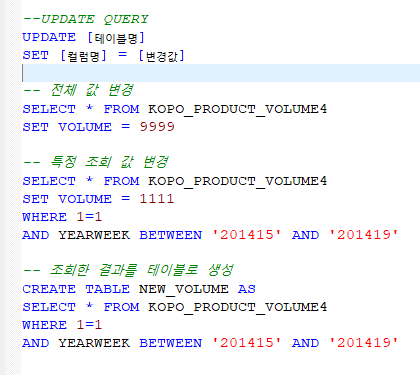 --UPDATE QUERY
UPDATE [테이블명]
SET [컬럼명] = [변경값]
-- 전체 값 변경
SELECT * FROM KOPO_PRODUCT_VOLUME4
SET VOLUME = 9999
-- 특정 조회 값 변경
SELECT * FROM KOPO_PRODUCT_VOLUME4
SET VOLUME = 1111
WHERE 1=1
AND YEARWEEK BETWEEN '201415' AND '201419'
-- 조회한 결과를 테이블로 생성
CREATE TABLE NEW_VOLUME AS
SELECT * FROM KOPO_PRODUCT_VOLUME4
WHERE 1=1
AND YEARWEEK BETWEEN '201415' AND '201419'